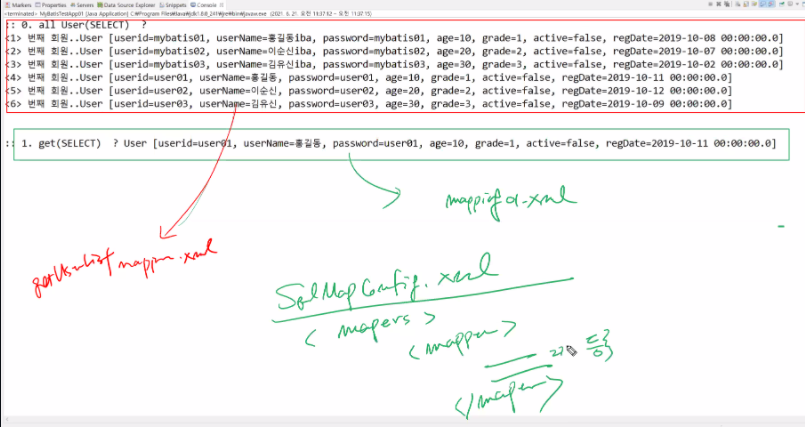 Markers Properties Servers Data Source Explorer Snippets Console
<terminated> MyBatisTestApp01 [Java Application] C:₩Program Files₩Java₩jdk1.8.0_241₩jre₩bin₩javaw.exe (2021. 5. 21. 오전 11:37:02 – 오전 11:37:15)
:: 0. all User(SELECT) ?
<1> 번째 회원..User [userid=mybatis01, userName=홍길동iba, password=mybatis01, age=10, grade=1, active=false, regDate=2019-10-08 00:00:00.0]
<2> 번째 회원..User [userid=mybatis02, userName=이순신iba, password=mybatis02, age=20, grade=2, active=false, regDate=2019-10-07 00:00:00.0]
<3> 번째 회원..User [userid=mybatis03, userName=김유신iba, password=mybatis03, age=30, grade=3, active=false, regDate=2019-10-02 00:00:00.0]
<4> 번째 회원..User [userid=user01, userName=홍길동, password=user01, age=10, grade=1, active=false, regDate=2019-10-11 00:00:00.0]
<5> 번째 회원..User [userid=user02, userName=이순신, password=user02, age=20, grade=2, active=false, regDate=2019-10-12 00:00:00.0]
<6> 번째 회원..User [userid=user03, userName=김유신, password=user03, age=30, grade=3, active=false, regDate=2019-10-09 00:00:00.0]
:: 1. get(SELECT) ? User [userid=user01, userName=홍길동, password=user01, age=10, grade=1, active=false, regDate=2019-10-11 00:00:00.0]
getUserList mapper.xml
SqlMapConfig.xml
< mapers >
< mapper >
</maper>